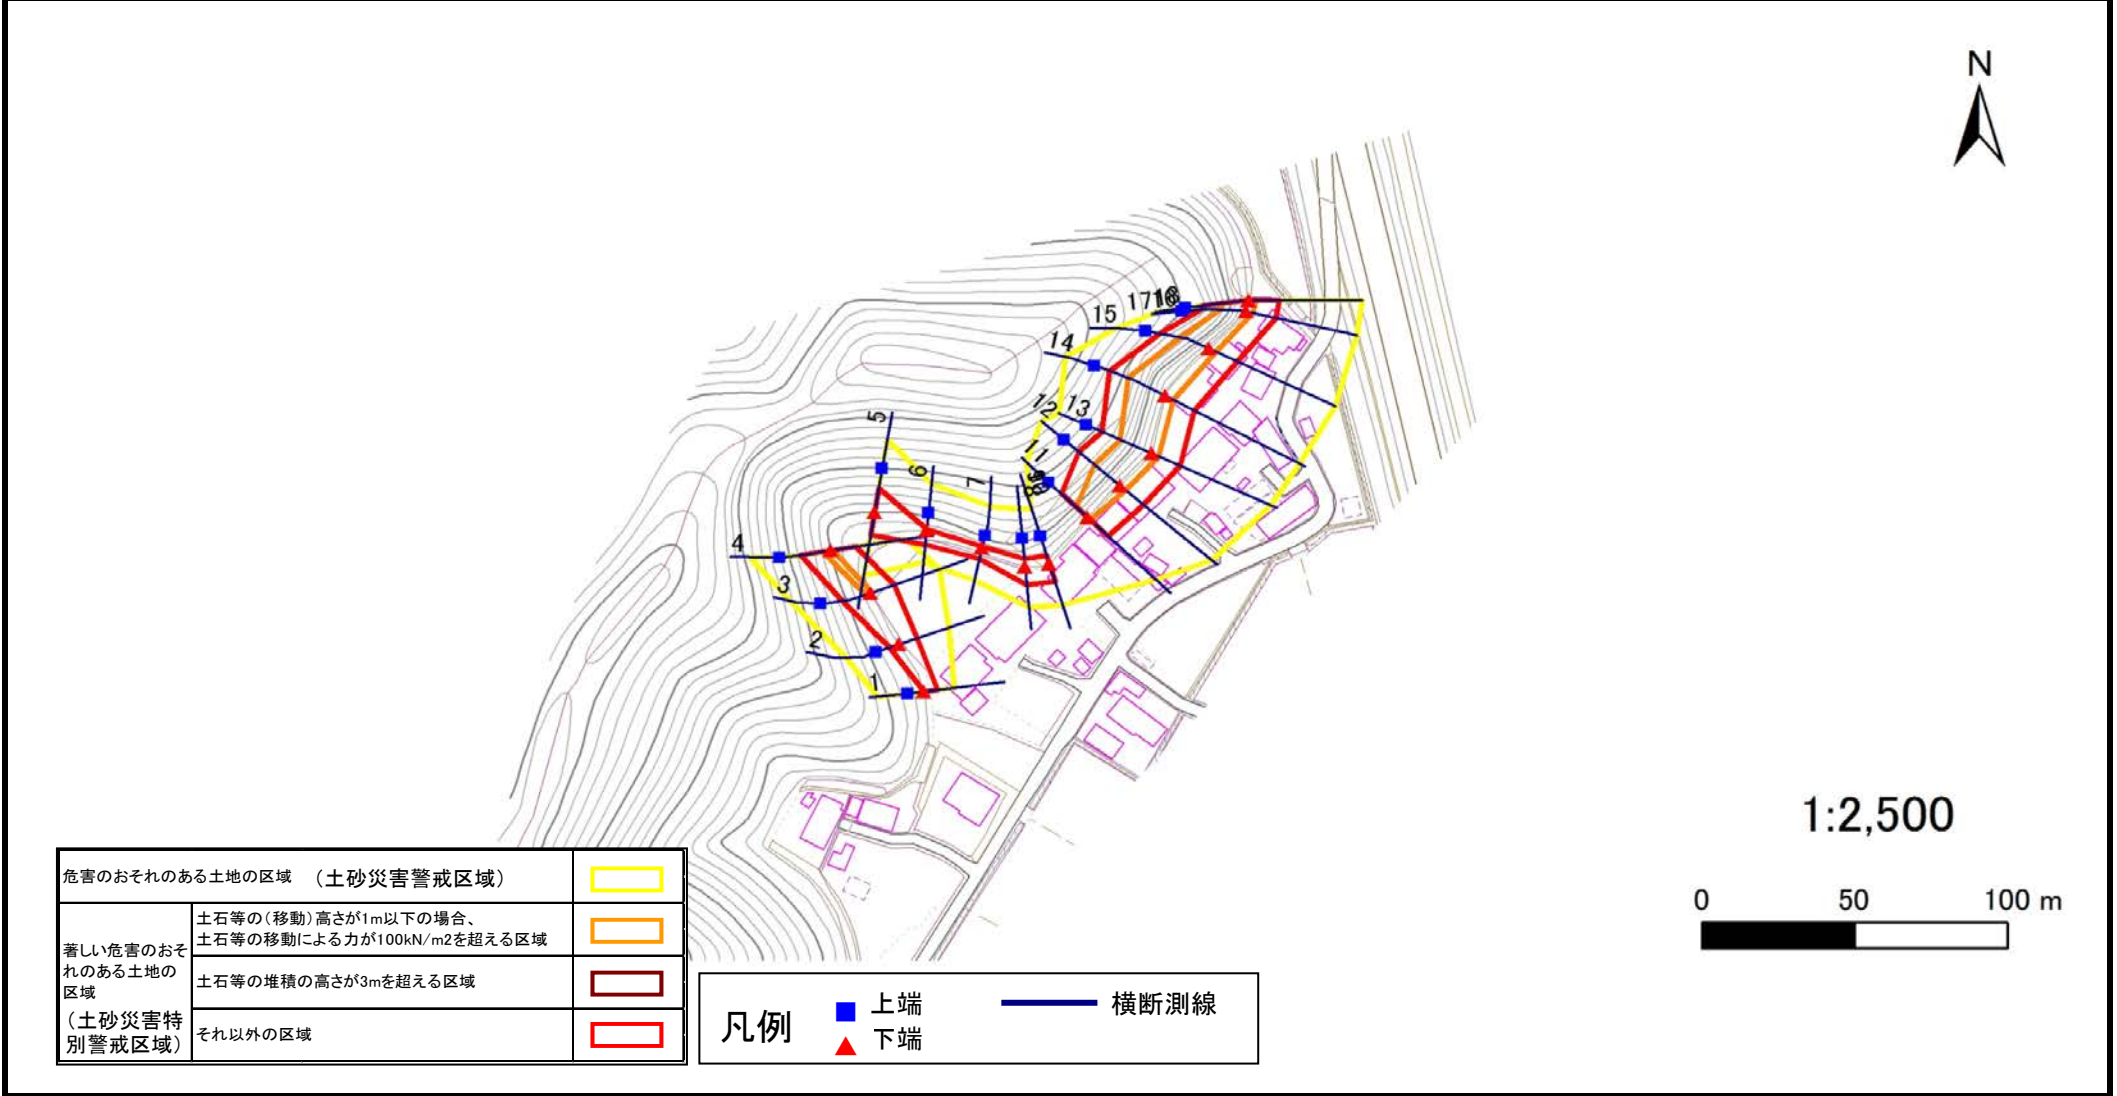 N
15
14
13
12
11
5
6
7
4
3
2
1
1:2,500
0 50 100 m
危害のおそれのある土地の区域 （土砂災害警戒区域）
著しい危害のおそ
れのある土地の
区域
（土砂災害特
別警戒区域）
土石等の（移動）高さが1m以下の場合、
土石等の移動による力が100kN/m2を超える区域
土石等の堆積の高さが3mを超える区域
それ以外の区域
凡例
上端
下端
横断測線